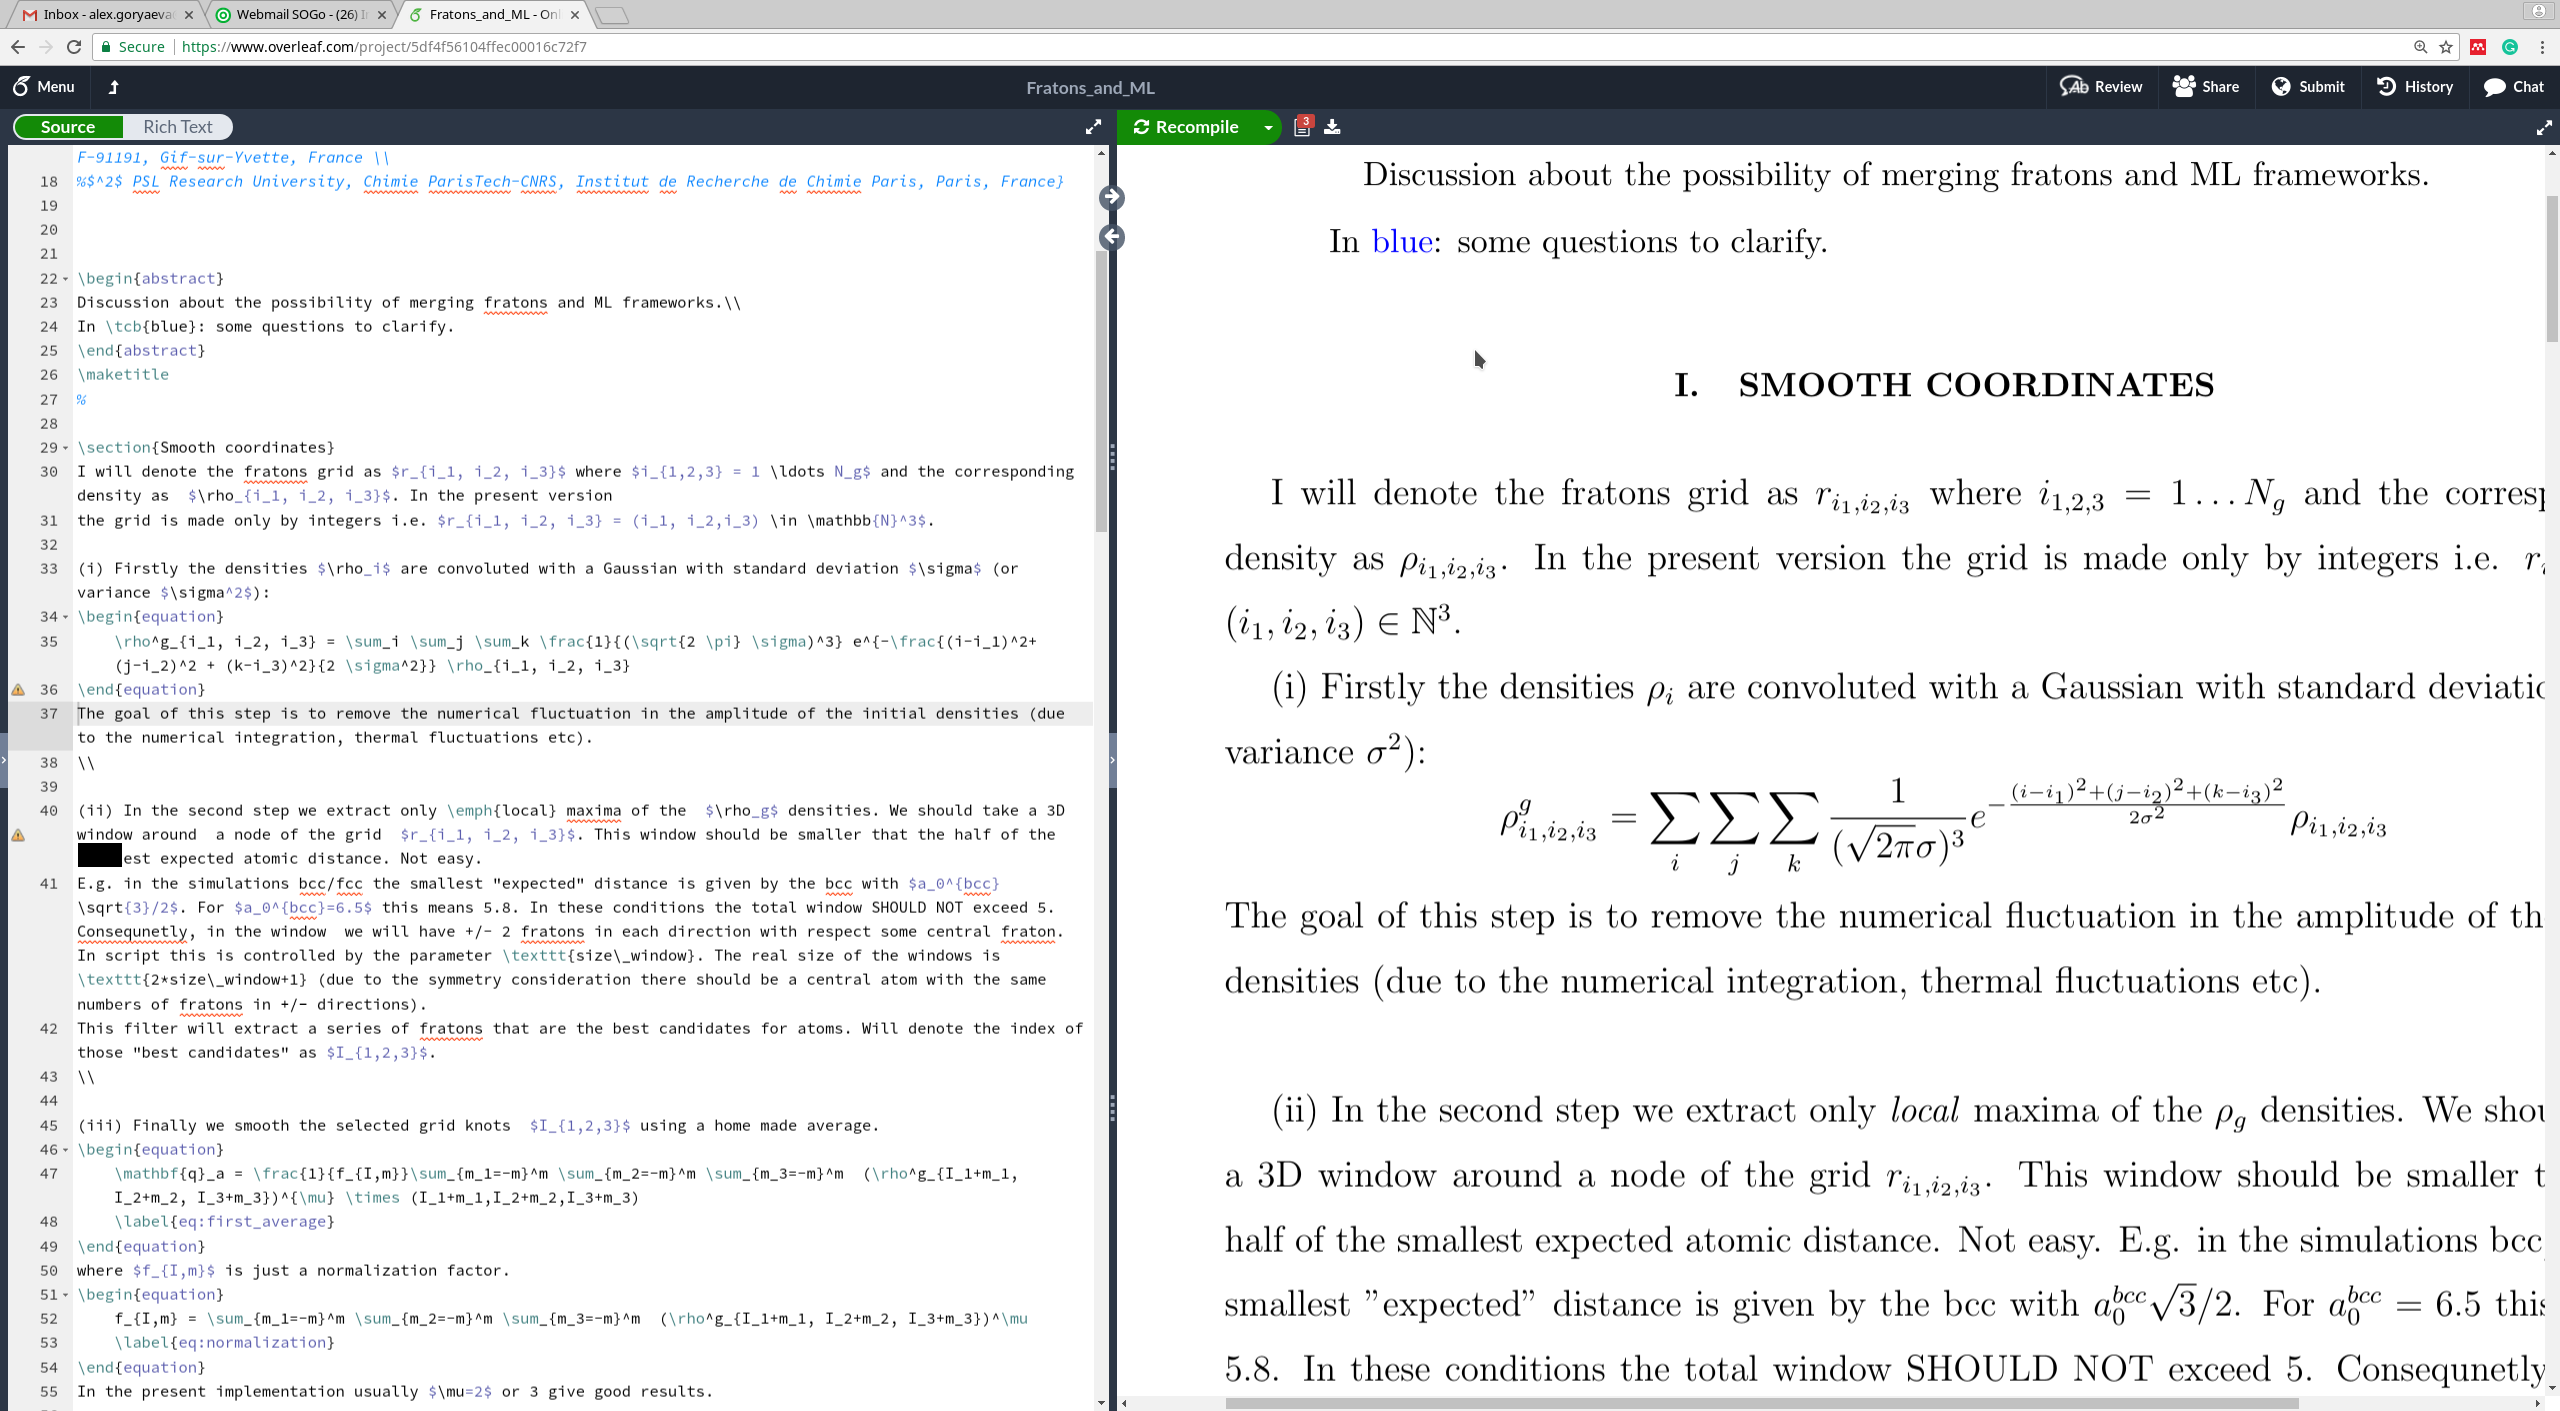 Inbox - alex.goryaeva
Webmail SOGo - (26) I
Fratons_and_ML - Onl
Secure https://www.overleaf.com/project/5df4f56104ffec00016c72f7
Menu
Fratons_and_ML
Review
Share
Submit
History
Chat
Source
Rich Text
Recompile
3
F-91191, Gif-sur-Yvette, France \\
18 %$^2$ PSL Research University, Chimie ParisTech-CNRS, Institut de Recherche de Chimie Paris, Paris, France}
19
20
21
22 \begin{abstract}
23 Discussion about the possibility of merging fratons and ML frameworks.\\
24 In \tcb{blue}: some questions to clarify.
25 \end{abstract}
26 \maketitle
27 %
28
29 \section{Smooth coordinates}
30 I will denote the fratons grid as $r_{i_1, i_2, i_3}$ where $i_{1,2,3} = 1 \ldots N_g$ and the corresponding
density as $\rho_{i_1, i_2, i_3}$. In the present version
31 the grid is made only by integers i.e. $r_{i_1, i_2, i_3} = (i_1, i_2,i_3) \in \mathbb{N}^3$.
32
33 (i) Firstly the densities $\rho_i$ are convoluted with a Gaussian with standard deviation $\sigma$ (or
variance $\sigma^2$):
34 \begin{equation}
35 \rho^g_{i_1, i_2, i_3} = \sum_i \sum_j \sum_k \frac{1}{(\sqrt{2 \pi} \sigma)^3} e^{-\frac{(i-i_1)^2+
(j-i_2)^2 + (k-i_3)^2}{2 \sigma^2}} \rho_{i_1, i_2, i_3}
36 \end{equation}
37 The goal of this step is to remove the numerical fluctuation in the amplitude of the initial densities (due
to the numerical integration, thermal fluctuations etc).
38 \\
39
40 (ii) In the second step we extract only \emph{local} maxima of the $\rho_g$ densities. We should take a 3D
window around a node of the grid $r_{i_1, i_2, i_3}$. This window should be smaller that the half of the
est expected atomic distance. Not easy.
41 E.g. in the simulations bcc/fcc the smallest "expected" distance is given by the bcc with $a_0^{bcc}
\sqrt{3}/2$. For $a_0^{bcc}=6.5$ this means 5.8. In these conditions the total window SHOULD NOT exceed 5.
Consequnetly, in the window we will have +/- 2 fratons in each direction with respect some central fraton.
In script this is controlled by the parameter \texttt{size\_window}. The real size of the windows is
\texttt{2*size\_window+1} (due to the symmetry consideration there should be a central atom with the same
numbers of fratons in +/- directions).
42 This filter will extract a series of fratons that are the best candidates for atoms. Will denote the index of
those "best candidates" as $I_{1,2,3}$.
43 \\
44
45 (iii) Finally we smooth the selected grid knots $I_{1,2,3}$ using a home made average.
46 \begin{equation}
47 \mathbf{q}_a = \frac{1}{f_{I,m}}\sum_{m_1=-m}^m \sum_{m_2=-m}^m \sum_{m_3=-m}^m (\rho^g_{I_1+m_1,
I_2+m_2, I_3+m_3})^{\mu} \times (I_1+m_1,I_2+m_2,I_3+m_3)
48 \label{eq:first_average}
49 \end{equation}
50 where $f_{I,m}$ is just a normalization factor.
51 \begin{equation}
52 f_{I,m} = \sum_{m_1=-m}^m \sum_{m_2=-m}^m \sum_{m_3=-m}^m (\rho^g_{I_1+m_1, I_2+m_2, I_3+m_3})^\mu
53 \label{eq:normalization}
54 \end{equation}
55 In the present implementation usually $\mu=2$ or 3 give good results.
Discussion about the possibility of merging fratons and ML frameworks.
In blue: some questions to clarify.
I. SMOOTH COORDINATES
I will denote the fratons grid as r_{i_1,i_2,i_3} where i_{1,2,3} = 1 … N_g and the corresp
density as ρ_{i_1,i_2,i_3}. In the present version the grid is made only by integers i.e. r
(i_1, i_2, i_3) ∈ ℕ^3.
(i) Firstly the densities ρ_i are convoluted with a Gaussian with standard deviatio
variance σ^2):
ρ^g_{i_1,i_2,i_3} = ∑_i ∑_j ∑_k \frac{1}{(√{2π}σ)^3} e^{-\frac{(i−i_1)^2+(j−i_2)^2+(k−i_3)^2}{2σ^2}} ρ_{i_1,i_2,i_3}
The goal of this step is to remove the numerical fluctuation in the amplitude of th
densities (due to the numerical integration, thermal fluctuations etc).
(ii) In the second step we extract only local maxima of the ρ_g densities. We shou
a 3D window around a node of the grid r_{i_1,i_2,i_3}. This window should be smaller t
half of the smallest expected atomic distance. Not easy. E.g. in the simulations bcc
smallest ”expected” distance is given by the bcc with a_0^{bcc}√3/2. For a_0^{bcc} = 6.5 this
5.8. In these conditions the total window SHOULD NOT exceed 5. Consequnetly